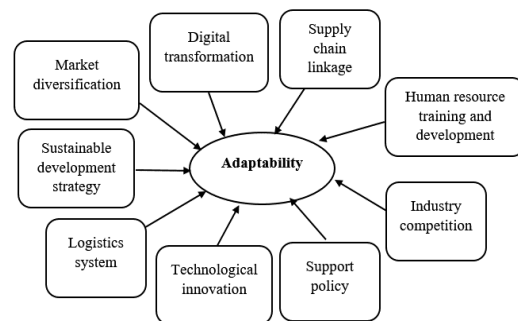 Digital
transformation
Supply
chain
linkage
Market
diversification
Human resource
training and
development
Sustainable
development
strategy
Adaptability
Industry
competition
Logistics
system
Technological
innovation
Support
policy